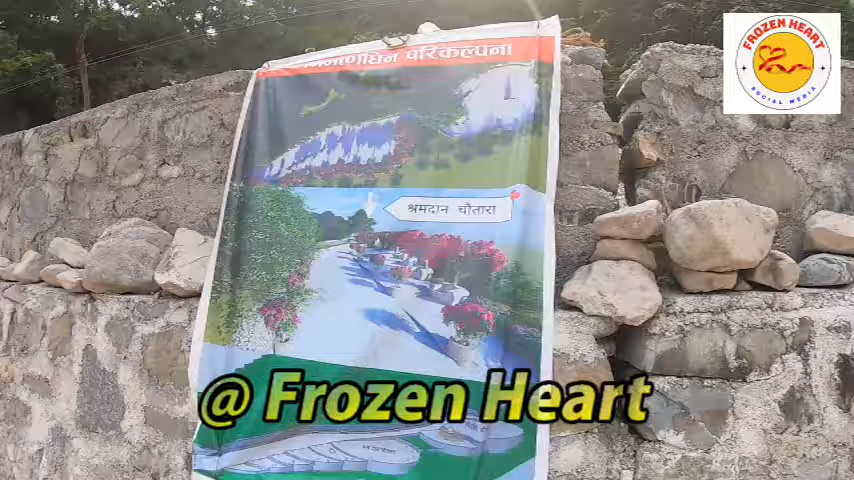 निर्माणाधिन परिकल्पना
FROZEN HEART
SOCIAL MEDIA
श्रमदान चौतारा
@ Frozen Heart